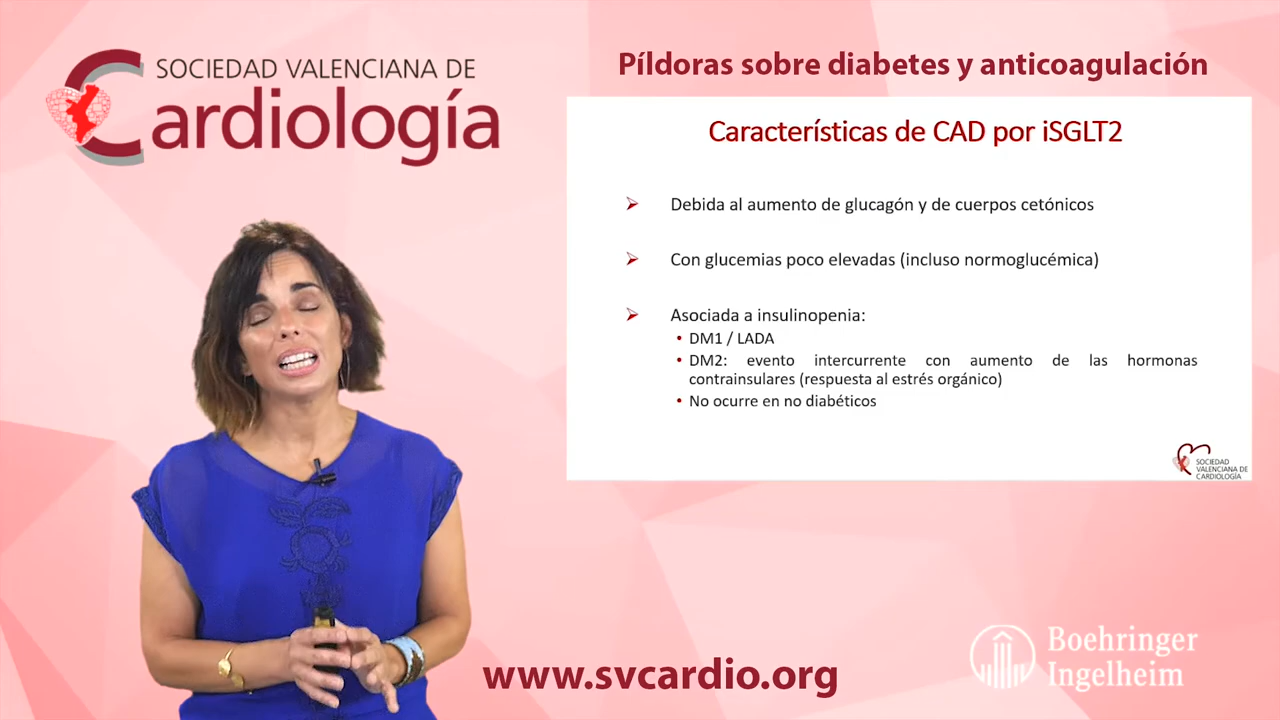 SOCIEDAD VALENCIANA DE
Cardiología
Píldoras sobre diabetes y anticoagulación
Características de CAD por iSGLT2
➢ Debida al aumento de glucagón y de cuerpos cetónicos
➢ Con glucemias poco elevadas (incluso normoglucémica)
➢ Asociada a insulinopenia:
• DM1 / LADA
• DM2: evento intercurrente con aumento de las hormonas
contrainsulares (respuesta al estrés orgánico)
• No ocurre en no diabéticos
SOCIEDAD
VALENCIANA DE
CARDIOLOGÍA
www.svcardio.org
Boehringer
Ingelheim